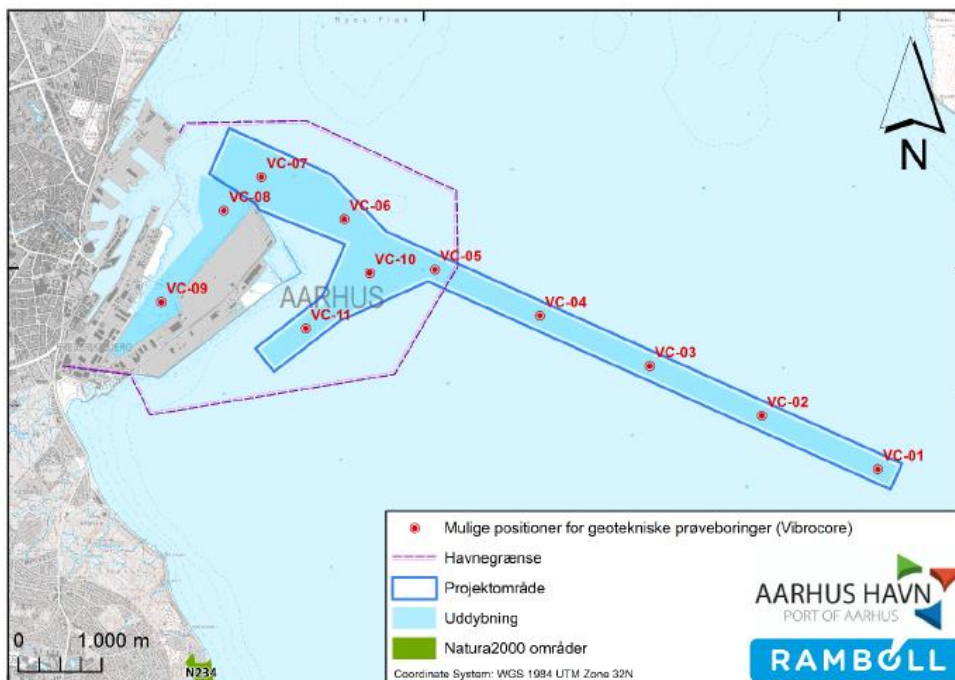 N
VC-07
VC-08
VC-06
VC-10
VC-05
VC-09
AARHUS
VC-11
VC-04
VC-03
VC-02
VC-01
0 1.000 m
N234
Mulige positioner for geotekniske prøveboringer (Vibrocore)
Havnegrænse
Projektområde
Uddybning
Natura2000 områder
Coordinate System: WGS 1984 UTM Zone 32N
AARHUS HAVN
PORT OF AARHUS
RAMBOLL